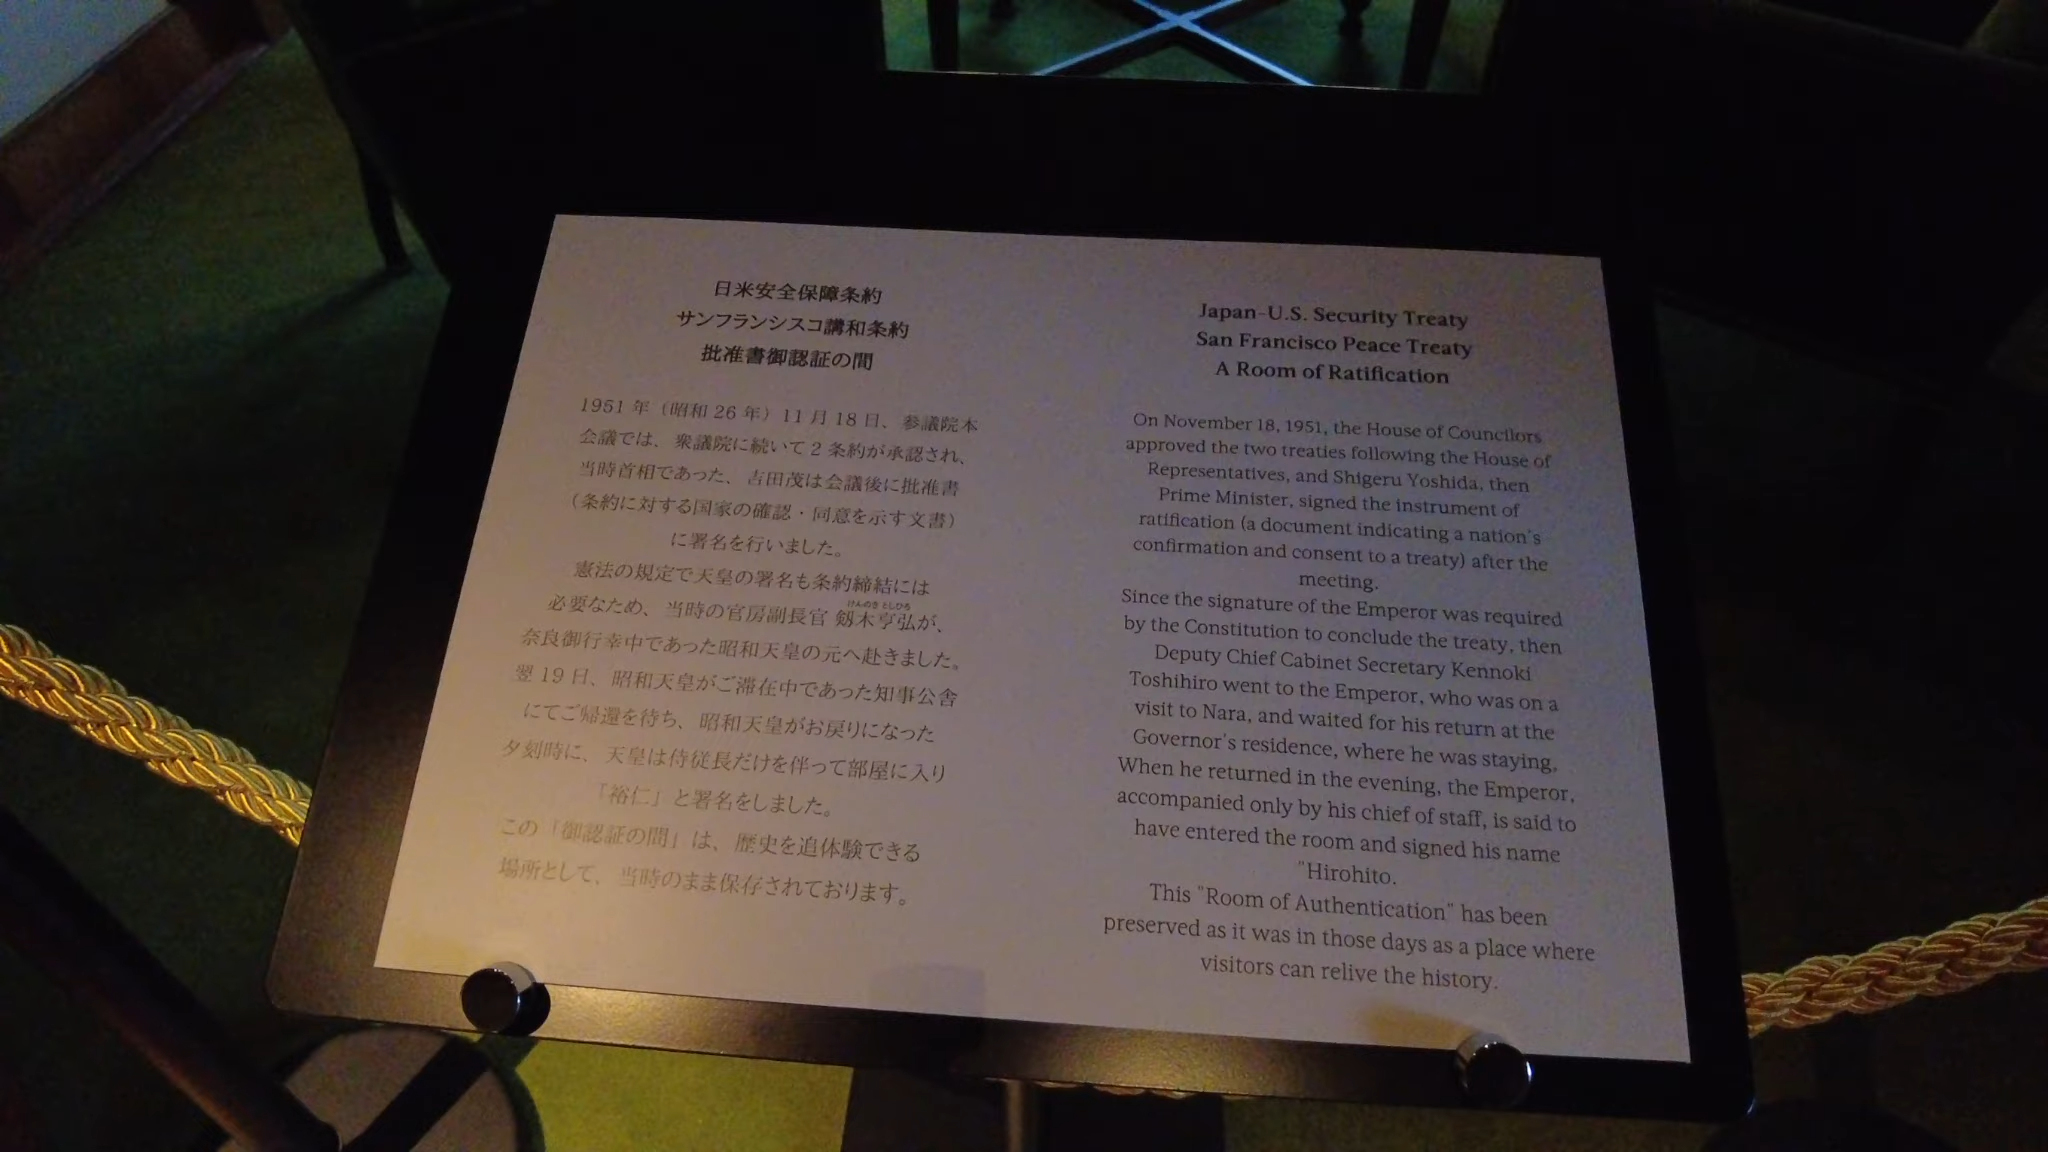 日米安全保障条約
サンフランシスコ講和条約
批准書御認証の間
1951 年（昭和 26 年）11 月 18 日、参議院本
会議では、衆議院に続いて 2 条約が承認され、
当時首相であった、吉田茂は会議後に批准書
（条約に対する国家の確認・同意を示す文書）
に署名を行いました。
憲法の規定で天皇の署名も条約締結には
けんのき としひろ
必要なため、当時の官房副長官 剱木亨弘が、
奈良御行幸中であった昭和天皇の元へ赴きました。
翌 19 日、昭和天皇がご滞在中であった知事公舎
にてご帰還を待ち、昭和天皇がお戻りになった
夕刻時に、天皇は侍従長だけを伴って部屋に入り
「裕仁」と署名をしました。
この「御認証の間」は、歴史を追体験できる
場所として、当時のまま保存されております。
Japan-U.S. Security Treaty
San Francisco Peace Treaty
A Room of Ratification
On November 18, 1951, the House of Councilors
approved the two treaties following the House of
Representatives, and Shigeru Yoshida, then
Prime Minister, signed the instrument of
ratification (a document indicating a nation's
confirmation and consent to a treaty) after the
meeting.
Since the signature of the Emperor was required
by the Constitution to conclude the treaty, then
Deputy Chief Cabinet Secretary Kennoki
Toshihiro went to the Emperor, who was on a
visit to Nara, and waited for his return at the
Governor's residence, where he was staying,
When he returned in the evening, the Emperor,
accompanied only by his chief of staff, is said to
have entered the room and signed his name
"Hirohito.
This "Room of Authentication" has been
preserved as it was in those days as a place where
visitors can relive the history.